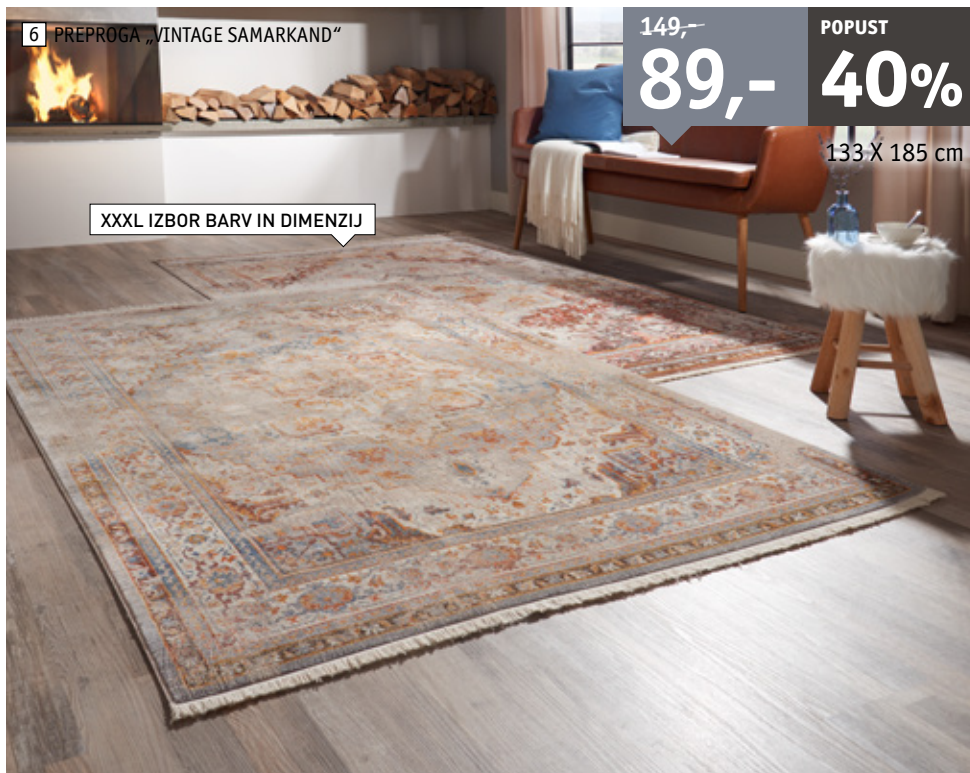 6 PREPROGA „VINTAGE SAMARKAND“
149,-
89,-
POPUST
40%
133 X 185 cm
XXXL IZBOR BARV IN DIMENZIJ